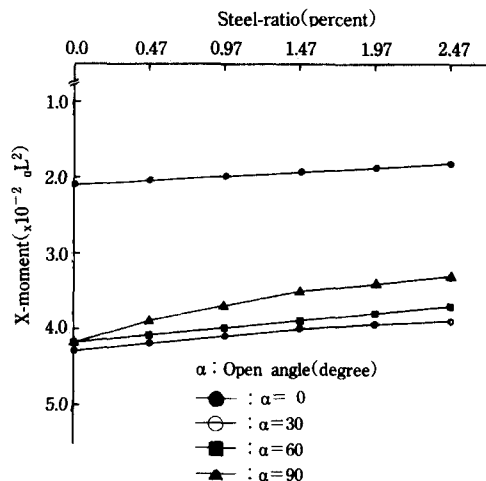 Steel-ratio(percent)
0.0 0.47 0.97 1.47 1.97 2.47
1.0
2.0
3.0
4.0
5.0
X-moment(x10-2 qL2)
α : Open angle(degree)
: α= 0
: α=30
: α=60
: α=90